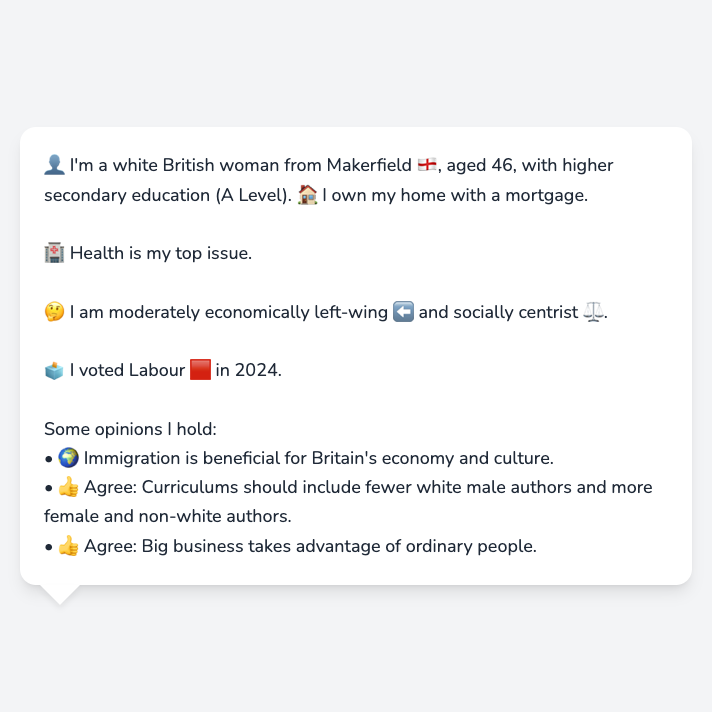 👤 I'm a white British woman from Makerfield 🏴󠁧󠁢󠁥󠁮󠁧󠁿, aged 46, with higher
secondary education (A Level). 🏠 I own my home with a mortgage.
🏥 Health is my top issue.
🤔 I am moderately economically left-wing ⬅️ and socially centrist ⚖️.
🗳️ I voted Labour 🟥 in 2024.
Some opinions I hold:
• 🌍 Immigration is beneficial for Britain's economy and culture.
• 👍 Agree: Curriculums should include fewer white male authors and more
female and non-white authors.
• 👍 Agree: Big business takes advantage of ordinary people.